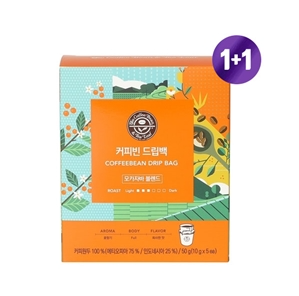 1+1
커피빈 드립백
COFFEEBEAN DRIP BAG
모카자바 블렌드
ROAST Light Dark
AROMA BODY FLAVOR
커피원두 100 % (에티오피아 75 % / 인도네시아 25 %) / 50 g (10 g x 5 ea)